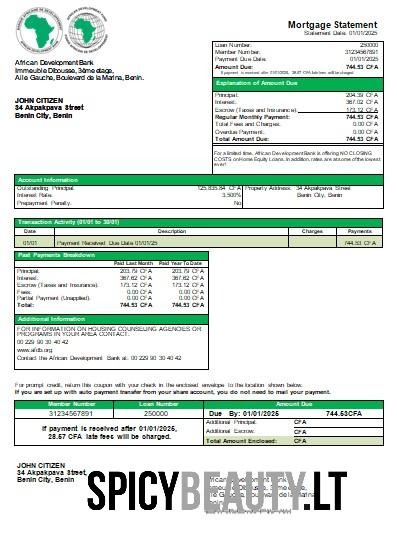 Mortgage Statement
Statement Date: 01/01/2025
African Development Bank
Immeuble Dibousse, 3ème étage,
Aile Gauche, Boulevard de la Marina, Benin.
JOHN CITIZEN
34 Akpakpava Street
Benin City, Benin
Loan Number: 250000
Member Number: 31234567891
Payment Due Date: 01/01/2025
Amount Due: 744.53 CFA
If payment is received after 01/01/2025, 28.57 CFA late fees will be charged.
Explanation of Amount Due
Principal: 204.39 CFA
Interest: 367.02 CFA
Escrow (Taxes and Insurance): 173.12 CFA
Regular Monthly Payment: 744.53 CFA
Total Fees and Charges: 0.00 CFA
Overdue Payment: 0.00 CFA
Total Amount Due: 744.53 CFA
For a limited time, African Development Bank is offering NO CLOSING
COSTS on Home Equity Loans. In addition, rates are at some of the lowest
ever!
Account Information
Outstanding Principal: 125,835.84 CFA Property Address: 34 Akpakpava Street
Interest Rate: 3.500% Benin City, Benin
Prepayment Penalty: No
Transaction Activity (01/01 to 30/01)
Date Description Charges Payments
01/01 Payment Received Due Date 01/01/25 744.53 CFA
Past Payments Breakdown
Paid Last Month Paid Year To Date
Principal: 203.79 CFA 203.79 CFA
Interest: 367.62 CFA 367.62 CFA
Escrow (Taxes and Insurance): 173.12 CFA 173.12 CFA
Fees: 0.00 CFA 0.00 CFA
Partial Payment (Unapplied): 0.00 CFA 0.00 CFA
Total: 744.53 CFA 744.53 CFA
Additional Information
FOR INFORMATION ON HOUSING COUNSELING AGENCIES OR
PROGRAMS IN YOUR AREA CONTACT:
00 229 90 30 40 42
www.afdb.org
Contact the African Development Bank at: 00 229 90 30 40 42
For prompt credit, return this coupon with your check in the enclosed envelope to the location shown below.
If you are set up with auto payment transfer from your share account, you do not need to mail your payment.
Member Number Loan Number Amount Due
31234567891 250000 Due By: 01/01/2025 744.53CFA
If payment is received after 01/01/2025,
28.57 CFA late fees will be charged.
Additional Principal: CFA
Additional Escrow: CFA
Total Amount Enclosed: CFA
JOHN CITIZEN
34 Akpakpava Street
Benin City, Benin
SPICYBEAUTY.LT